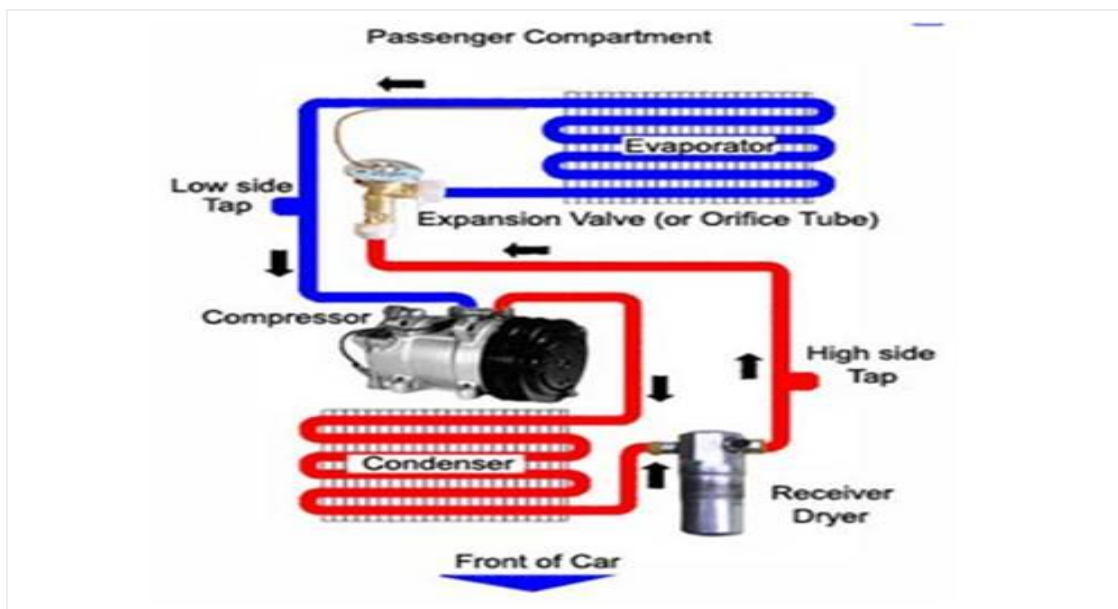 Passenger Compartment
Evaporator
Low side
Tap
Expansion Valve (or Orifice Tube)
Compressor
High side
Tap
Condenser
Receiver
Dryer
Front of Car